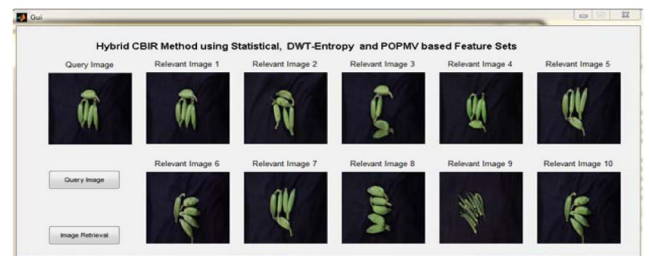 Gui
Hybrid CBIR Method using Statistical, DWT-Entropy and POPMV based Feature Sets
Query Image Relevant Image 1 Relevant Image 2 Relevant Image 3 Relevant Image 4 Relevant Image 5
Relevant Image 6 Relevant Image 7 Relevant Image 8 Relevant Image 9 Relevant Image 10
Query Image
Image Retrieval